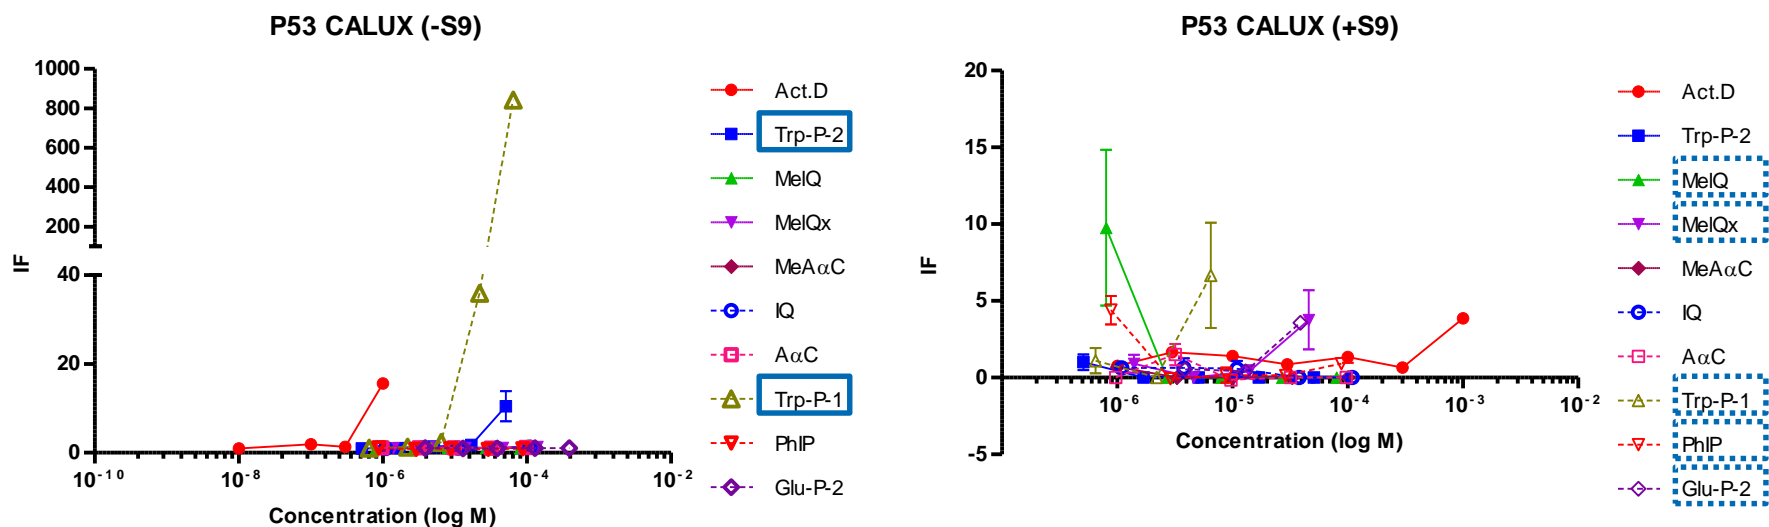 P53 CALUX (-S9)
IF
1000
800
600
400
200
40
20
0
10-10
10-8
10-6
10-4
10-2
Concentration (log M)
Act.D
Trp-P-2
MeIQ
MeIQx
MeAαC
IQ
AαC
Trp-P-1
PhIP
Glu-P-2
P53 CALUX (+S9)
IF
20
15
10
5
0
-5
10-6
10-5
10-4
10-3
10-2
Concentration (log M)
Act.D
Trp-P-2
MeIQ
MeIQx
MeAαC
IQ
AαC
Trp-P-1
PhIP
Glu-P-2